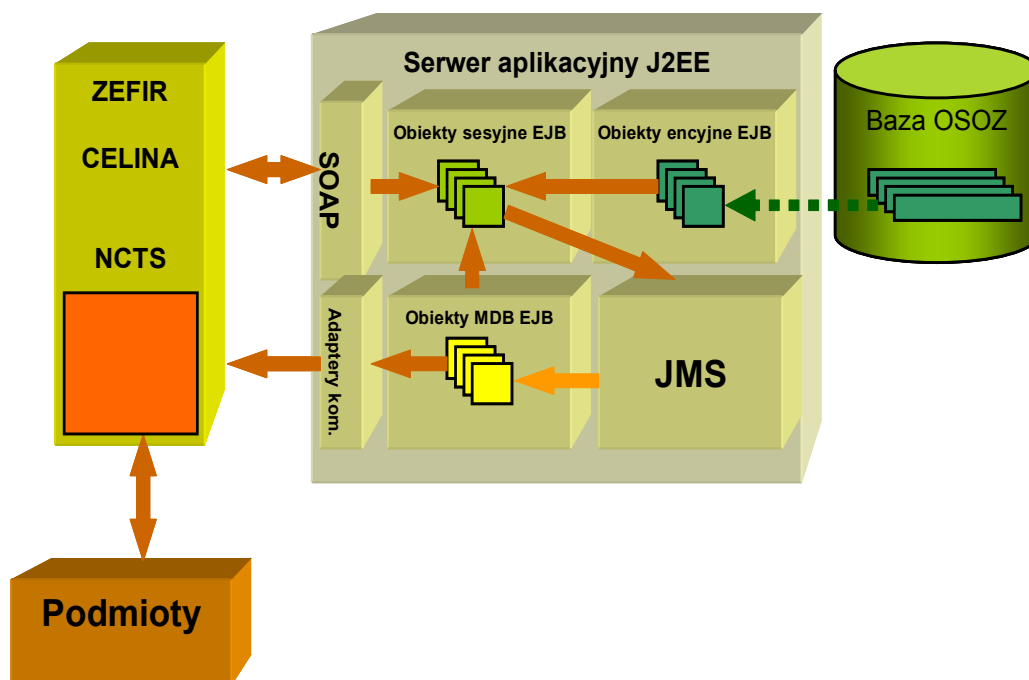 Serwer aplikacyjny J2EE
ZEFIR
CELINA
NCTS
SOAP
Obiekty sesyjne EJB
Obiekty encyjne EJB
Baza OSOZ
Adaptery kom.
Obiekty MDB EJB
JMS
Podmioty